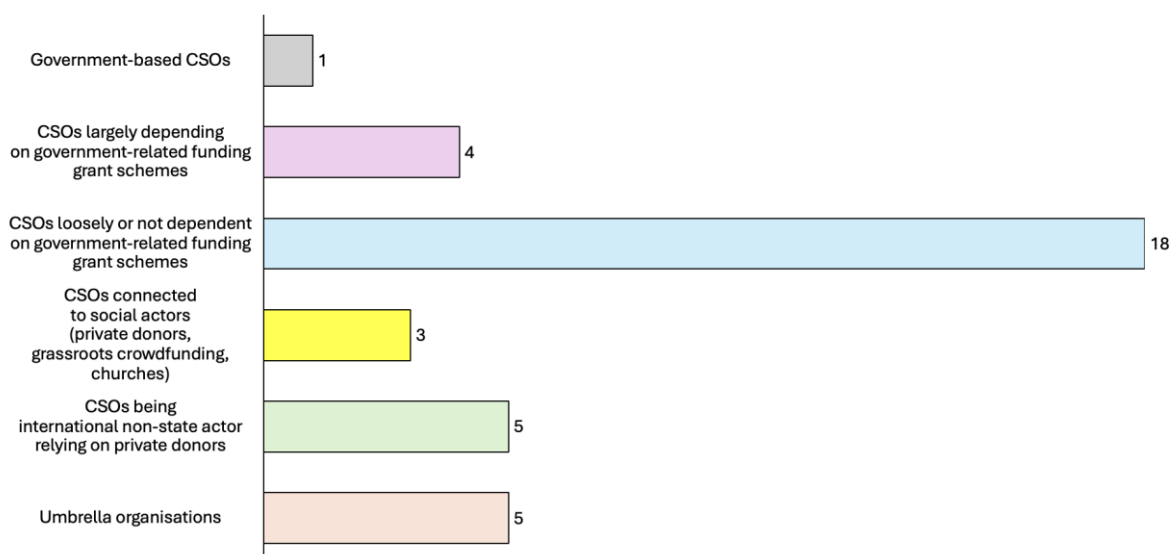 Government-based CSOs
1
CSOs largely depending
on government-related funding
grant schemes
4
CSOs loosely or not dependent
on government-related funding
grant schemes
18
CSOs connected
to social actors
(private donors,
grassroots crowdfunding,
churches)
3
CSOs being
international non-state actor
relying on private donors
5
Umbrella organisations
5